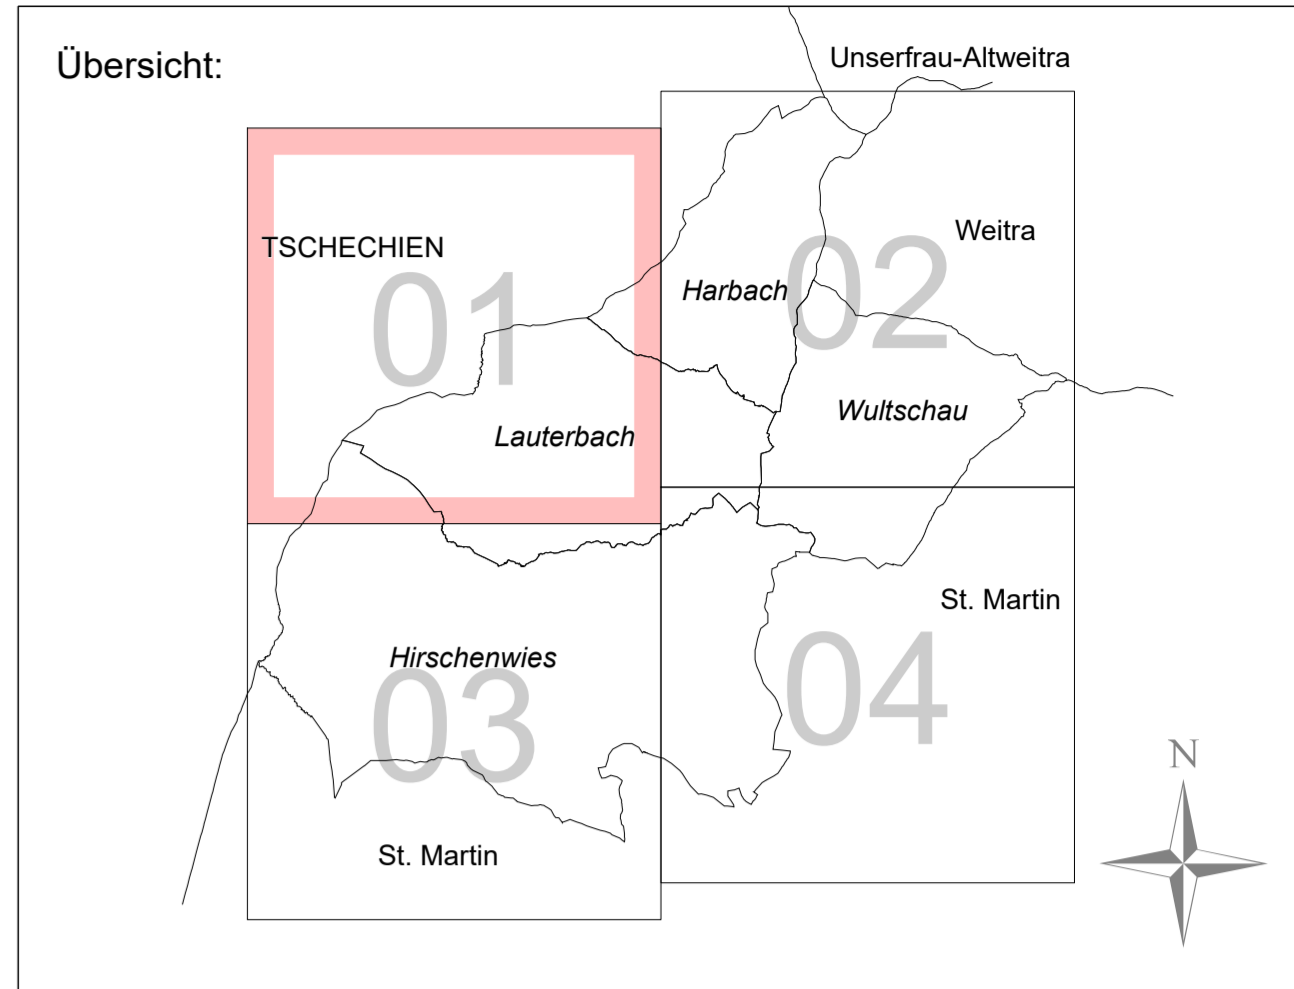 Übersicht:
Unserfrau-Altweitra
TSCHECHIEN
01
Lauterbach
Weitra
02
Harbach
Wultschau
Hirschenwies
03
St. Martin
St. Martin
04
N